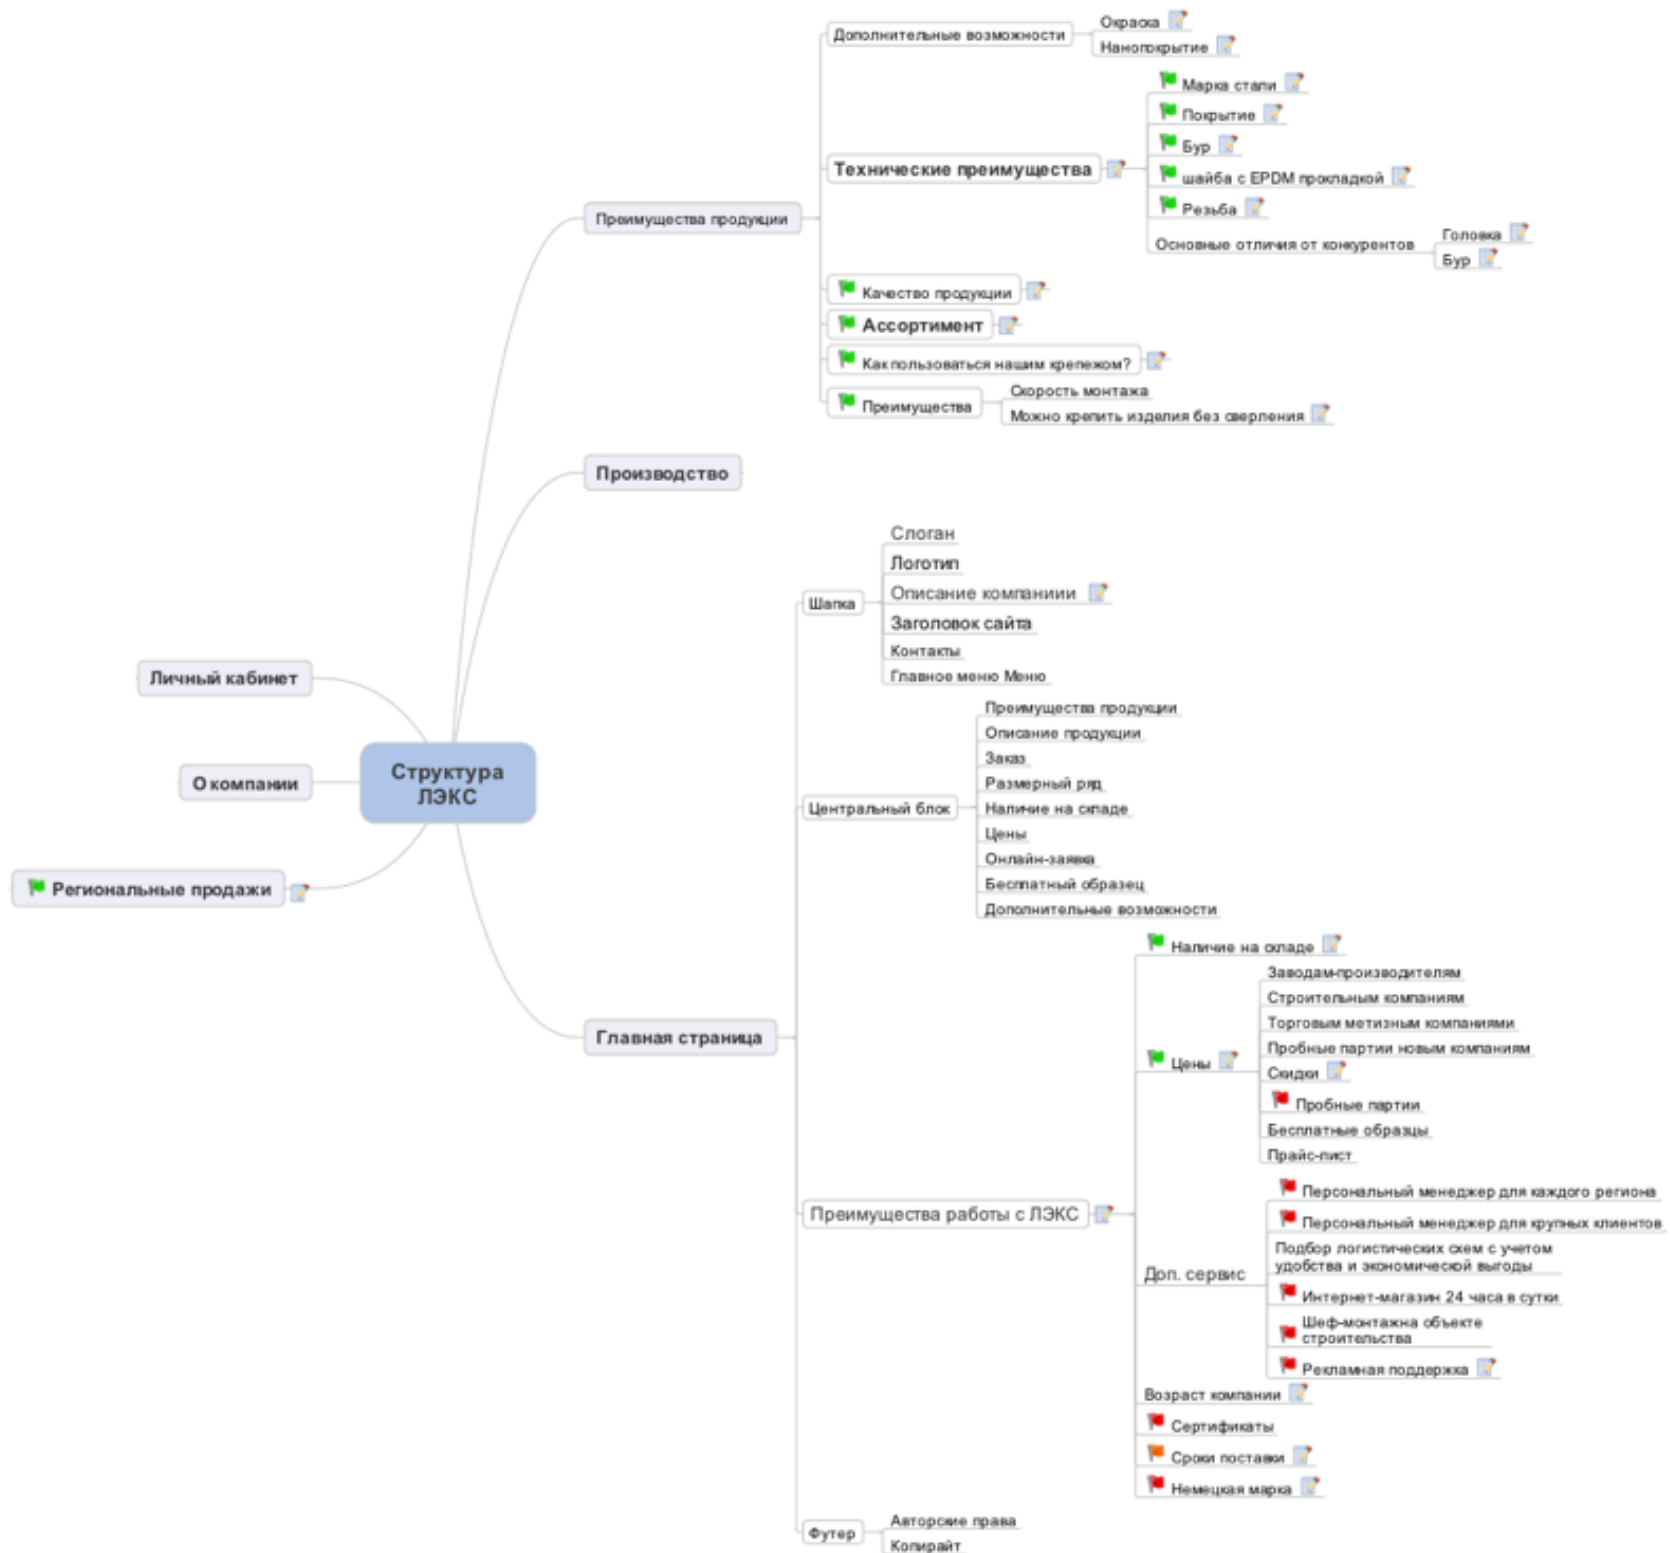 Дополнительные возможности
Окраска
Нанопокрытие
Технические преимущества
Марка стали
Покрытие
Бур
шайба с EPDM прокладкой
Резьба
Основные отличия от конкурентов
Головка
Бур
Преимущества продукции
Качество продукции
Ассортимент
Как пользоваться нашим крепежом?
Преимущества
Скорость монтажа
Можно крепить изделия без сверления
Производство
Личный кабинет
О компании
Региональные продажи
Структура
ЛЭКС
Главная страница
Шапка
Слоган
Логотип
Описание компаниии
Заголовок сайта
Контакты
Главное меню Меню
Центральный блок
Преимущества продукции
Описание продукции
Заказ
Размерный ряд
Наличие на складе
Цены
Онлайн-заявка
Бесплатный образец
Дополнительные возможности
Преимущества работы с ЛЭКС
Наличие на складе
Цены
Заводам-производителям
Строительным компаниям
Торговым метизным компаниями
Пробные партии новым компаниям
Скидки
Пробные партии
Бесплатные образцы
Прайс-лист
Доп. сервис
Персональный менеджер для каждого региона
Персональный менеджер для крупных клиентов
Подбор логистических схем с учетом
удобства и экономической выгоды
Интернет-магазин 24 часа в сутки
Шеф-монтажна объекте
строительства
Рекламная поддержка
Возраст компании
Сертификаты
Сроки поставки
Немецкая марка
Футер
Авторские права
Копирайт